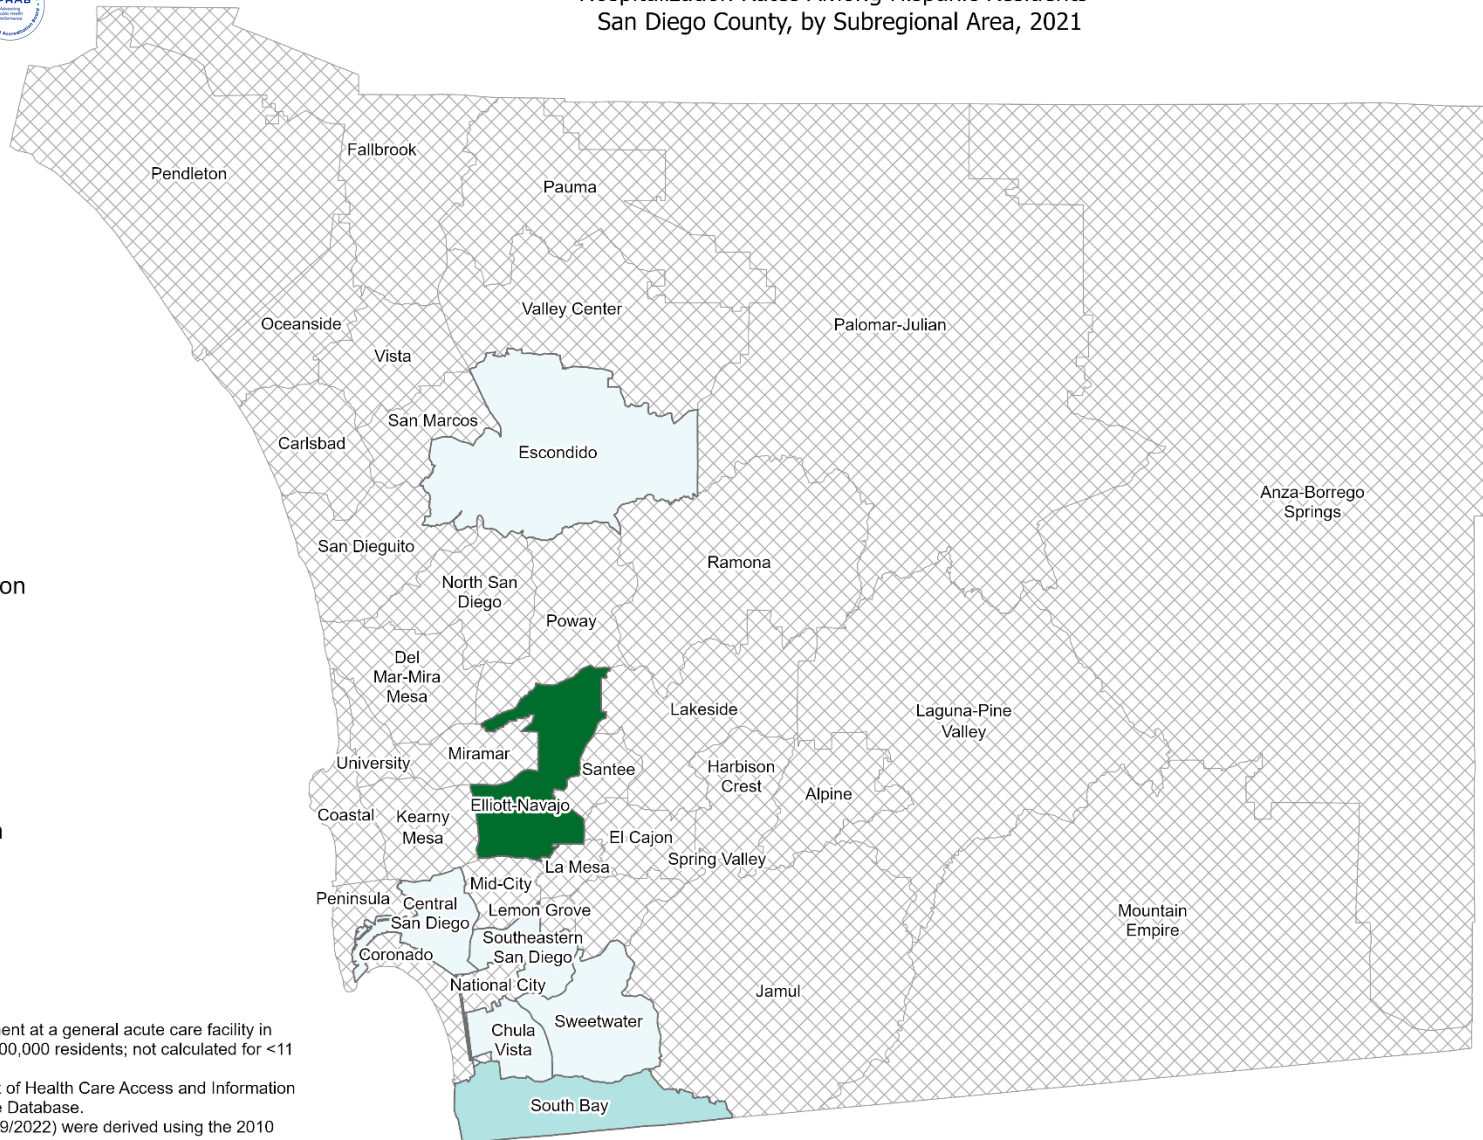 San Diego County, by Subregional Area, 2021
Fallbrook
Pendleton
Pauma
Valley Center
Oceanside
Palomar-Julian
Vista
San Marcos
Carlsbad
Escondido
Anza-Borrego
Springs
San Dieguito
Ramona
North San
Diego
on
Poway
Del
Mar-Mira
Mesa
Lakeside
Laguna-Pine
Valley
Miramar
University
Santee
Harbison
Crest
Alpine
Elliott-Navajo
Coastal
Kearny
Mesa
El Cajon
Spring Valley
La Mesa
Mid-City
Peninsula
Central
San Diego
Lemon Grove
Mountain
Empire
Southeastern
San Diego
Coronado
National City
Jamul
Sweetwater
Chula
Vista
South Bay
ent at a general acute care facility in
00,000 residents; not calculated for <11
of Health Care Access and Information
Database.
9/2022) were derived using the 2010